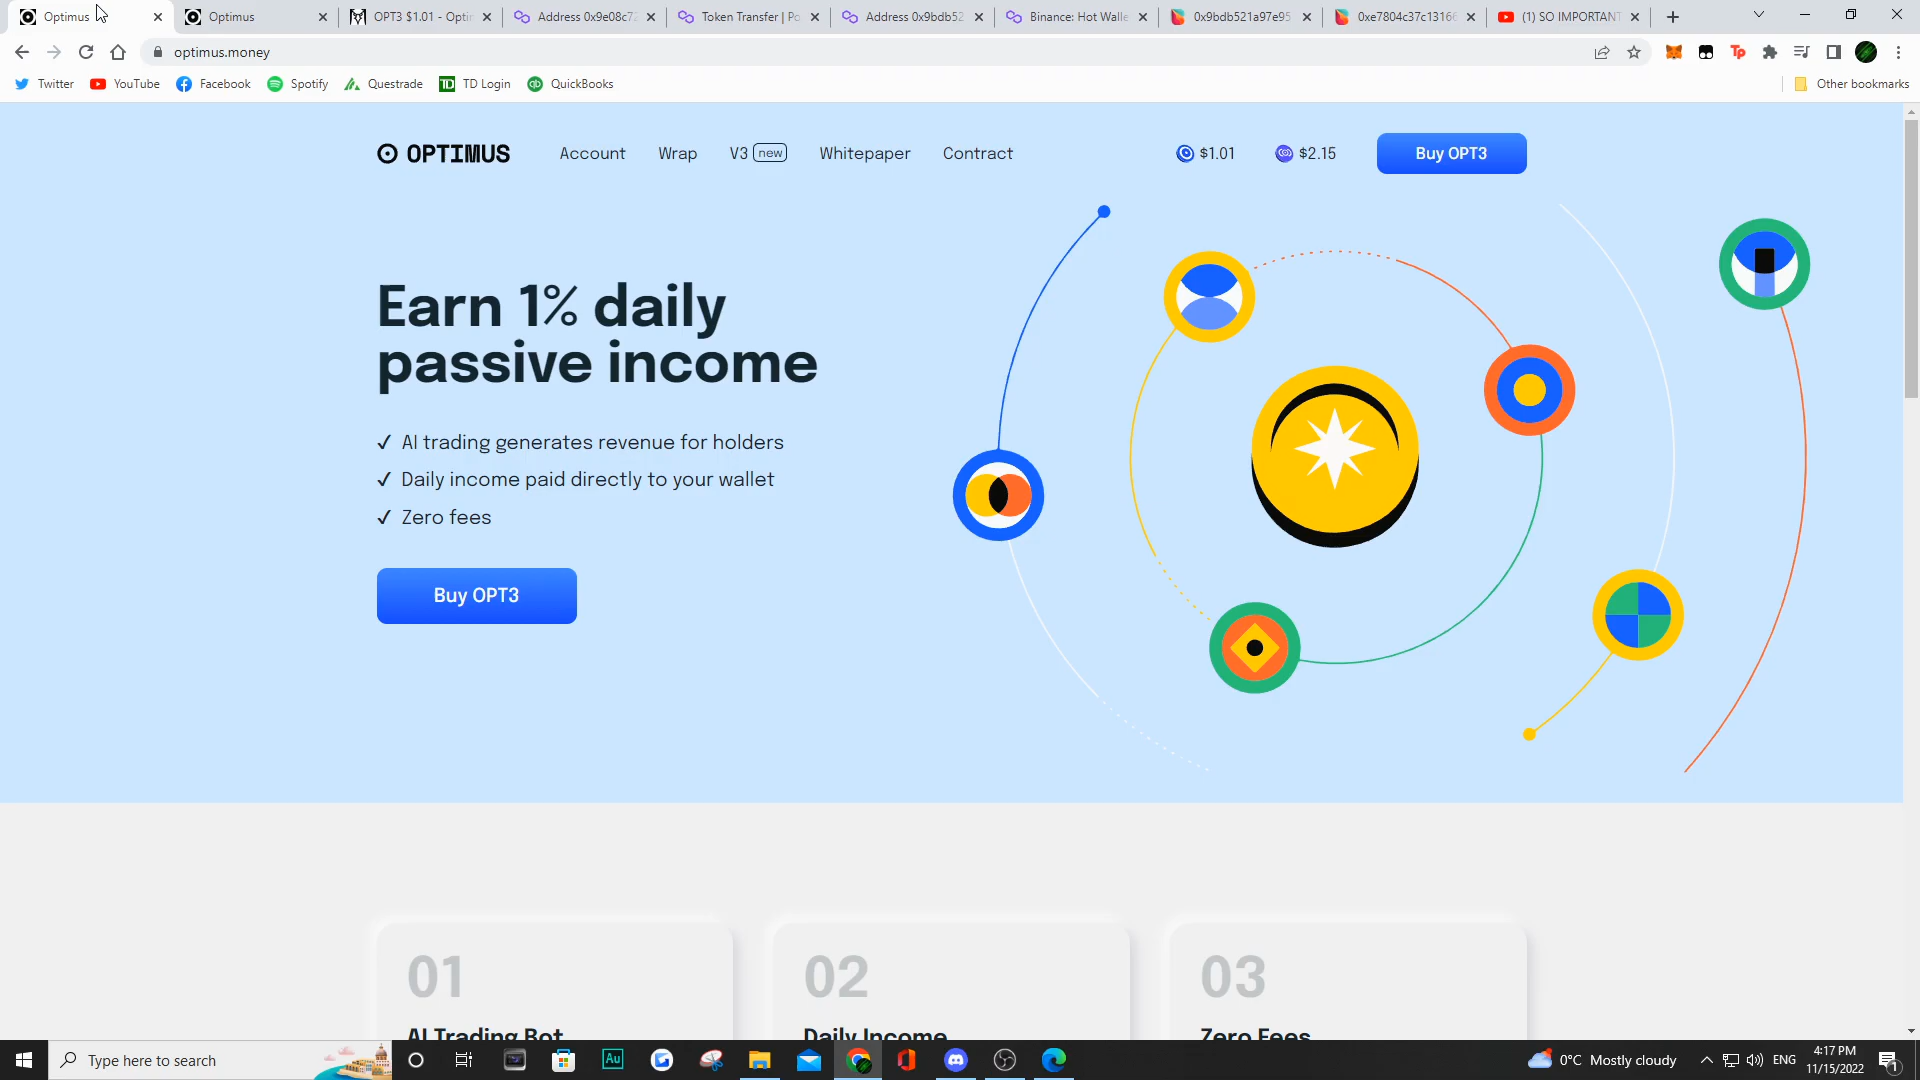 Optimus
Optimus
OPT3 $1.01 - Opti
Address 0x9e08c72
Token Transfer | Po
Address 0x9bdb52
Binance: Hot Walle
0x9bdb521a97e95
0xe7804c37c13166
(1) SO IMPORTANT
optimus.money
Twitter
YouTube
Facebook
Spotify
Questrade
TD Login
QuickBooks
Other bookmarks
OPTIMUS
Account
Wrap
V3 new
Whitepaper
Contract
$1.01
$2.15
Buy OPT3
Earn 1% daily
passive income
✓ AI trading generates revenue for holders
✓ Daily income paid directly to your wallet
✓ Zero fees
Buy OPT3
01
AI Trading Bot
02
Daily Income
03
Zero Fees
Type here to search
Au
0°C Mostly cloudy
ENG
4:17 PM
11/15/2022
1